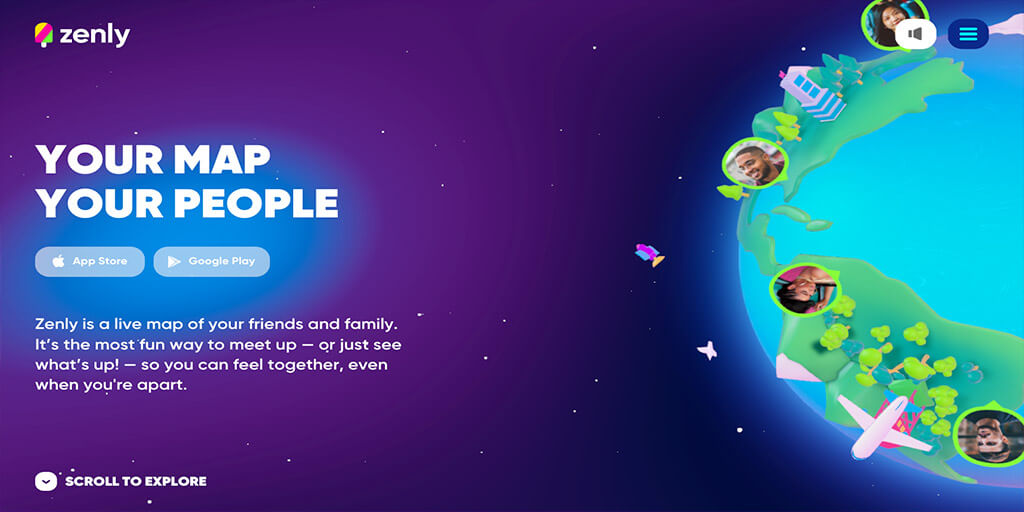 zenly
YOUR MAP
YOUR PEOPLE
App Store
Google Play
Zenly is a live map of your friends and family.
It's the most fun way to meet up — or just see
what's up! — so you can feel together, even
when you're apart.
SCROLL TO EXPLORE